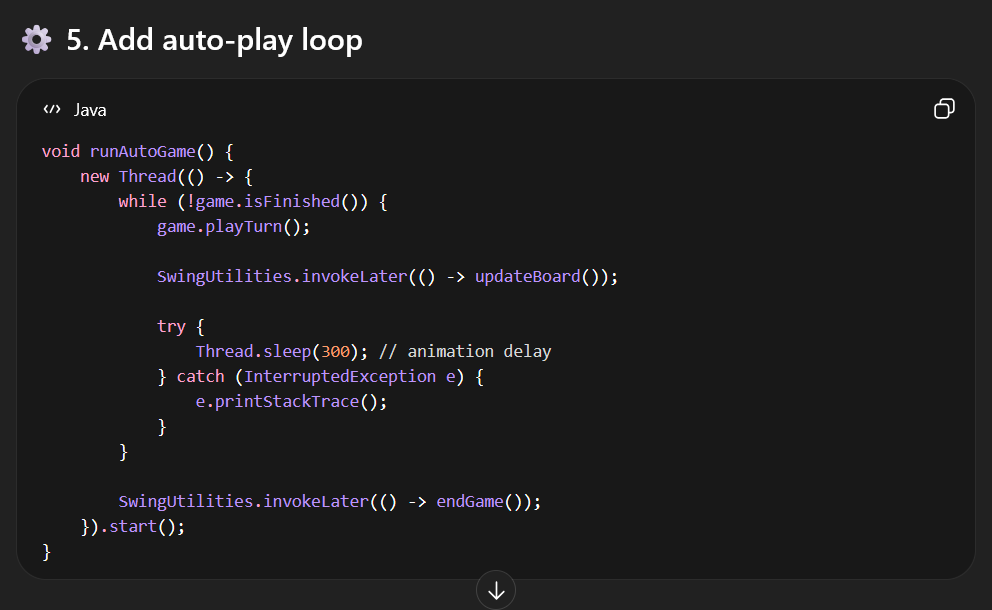 5. Add auto-play loop
Java
void runAutoGame() {
    new Thread(() -> {
        while (!game.isFinished()) {
            game.playTurn();

            SwingUtilities.invokeLater(() -> updateBoard());

            try {
                Thread.sleep(300); // animation delay
            } catch (InterruptedException e) {
                e.printStackTrace();
            }
        }

        SwingUtilities.invokeLater(() -> endGame());
    }).start();
}